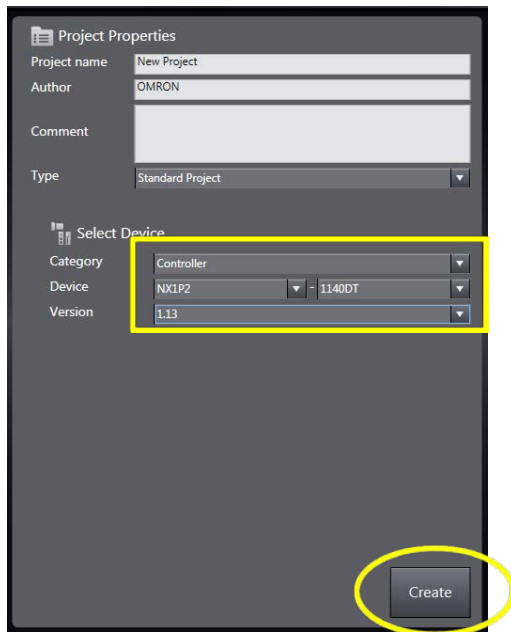 Project Properties
Project name New Project
Author OMRON
Comment
Type Standard Project
Select Device
Category Controller
Device NX1P2 - 1140DT
Version 1.13
Create